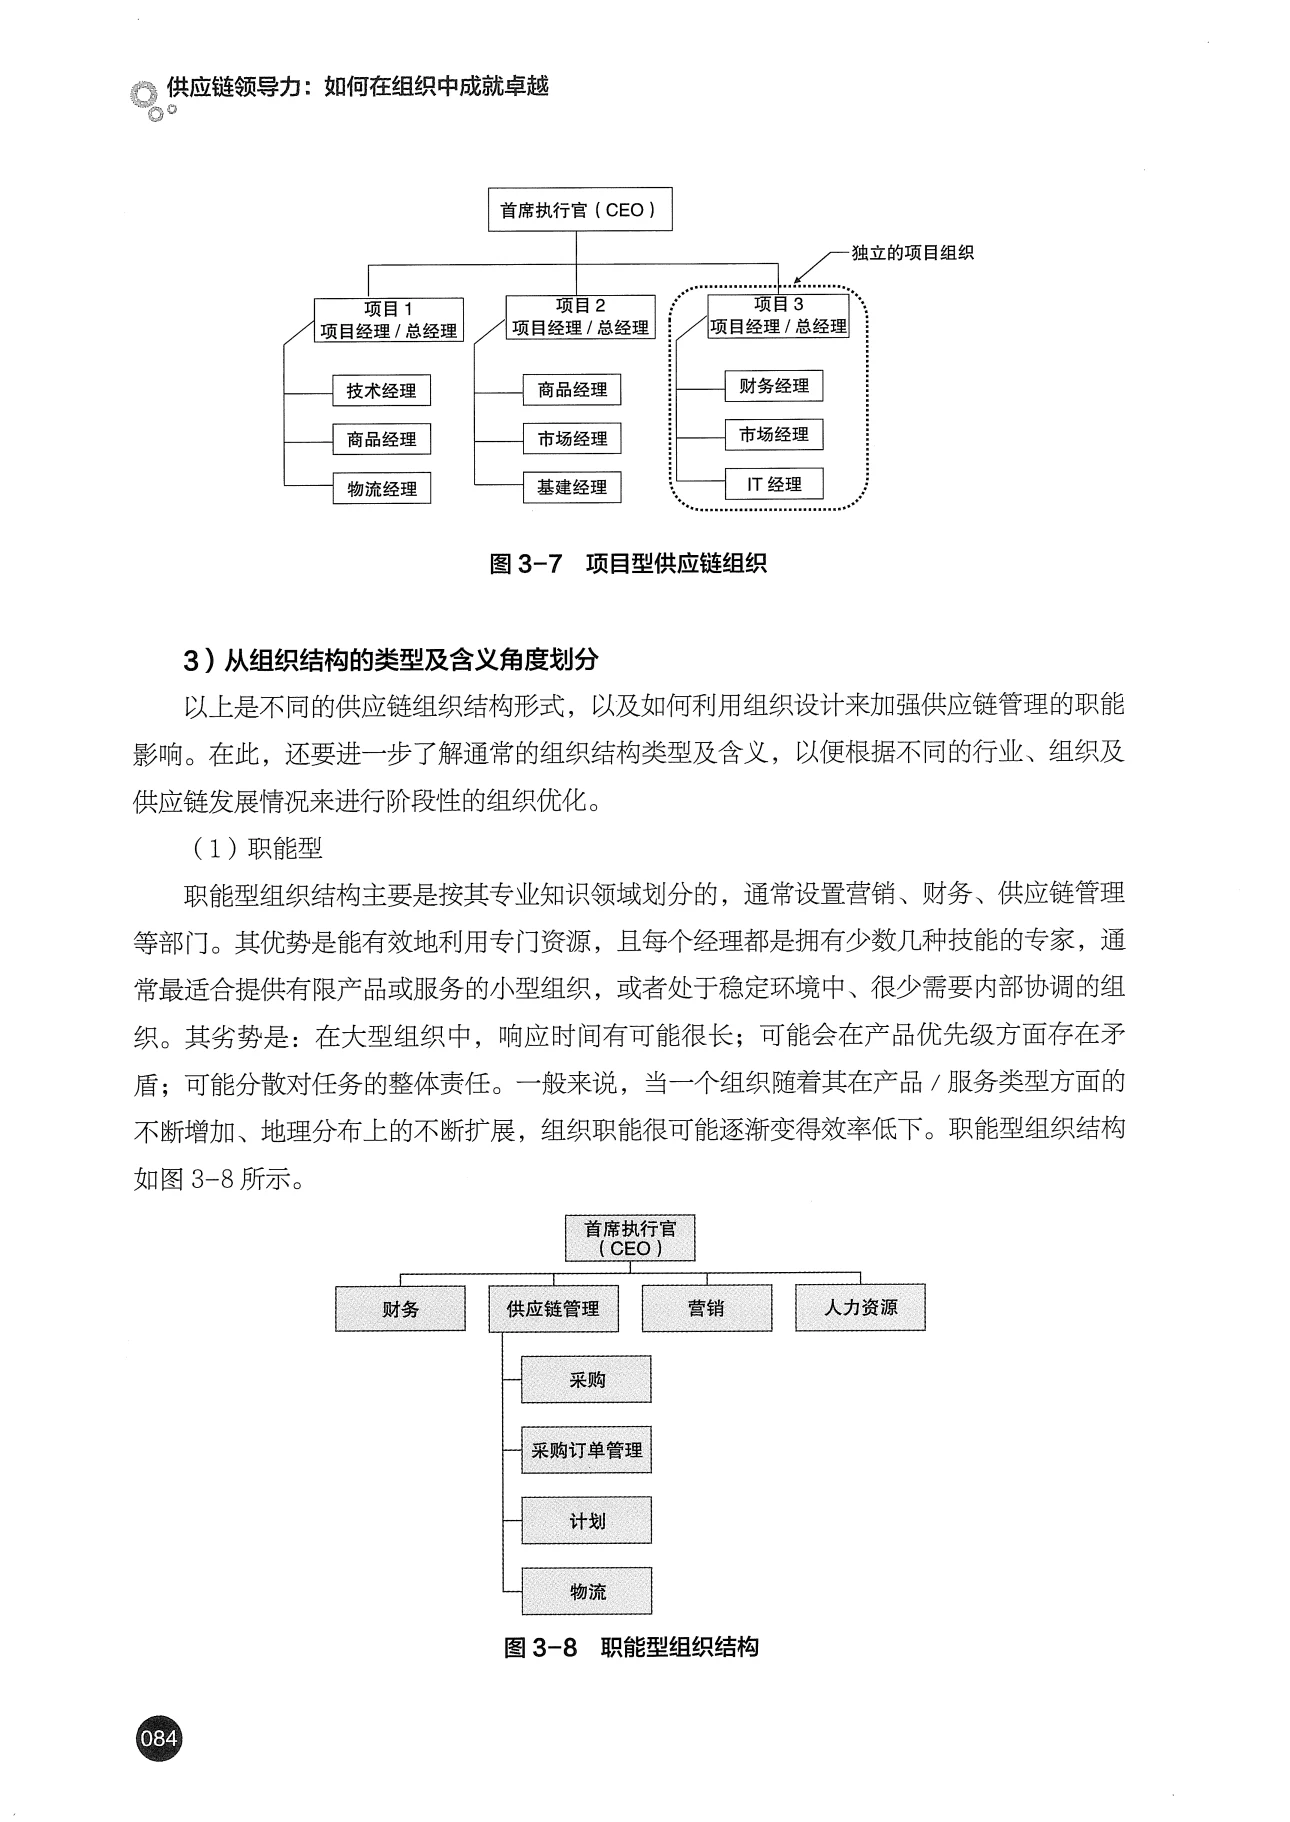 供应链领导力：如何在组织中成就卓越
首席执行官（CEO）
独立的项目组织
项目1
项目经理/总经理
技术经理
商品经理
物流经理
项目2
项目经理/总经理
商品经理
市场经理
基建经理
项目3
项目经理/总经理
财务经理
市场经理
IT 经理
图 3-7　项目型供应链组织
3）从组织结构的类型及含义角度划分
以上是不同的供应链组织结构形式，以及如何利用组织设计来加强供应链管理的职能
影响。在此，还要进一步了解通常的组织结构类型及含义，以便根据不同的行业、组织及
供应链发展情况来进行阶段性的组织优化。
（1）职能型
职能型组织结构主要是按其专业知识领域划分的，通常设置营销、财务、供应链管理
等部门。其优势是能有效地利用专门资源，且每个经理都是拥有少数几种技能的专家，通
常最适合提供有限产品或服务的小型组织，或者处于稳定环境中、很少需要内部协调的组
织。其劣势是：在大型组织中，响应时间有可能很长；可能会在产品优先级方面存在矛
盾；可能分散对任务的整体责任。一般来说，当一个组织随着其在产品/服务类型方面的
不断增加、地理分布上的不断扩展，组织职能很可能逐渐变得效率低下。职能型组织结构
如图 3-8 所示。
首席执行官
（CEO）
财务
供应链管理
营销
人力资源
采购
采购订单管理
计划
物流
图 3-8　职能型组织结构
084